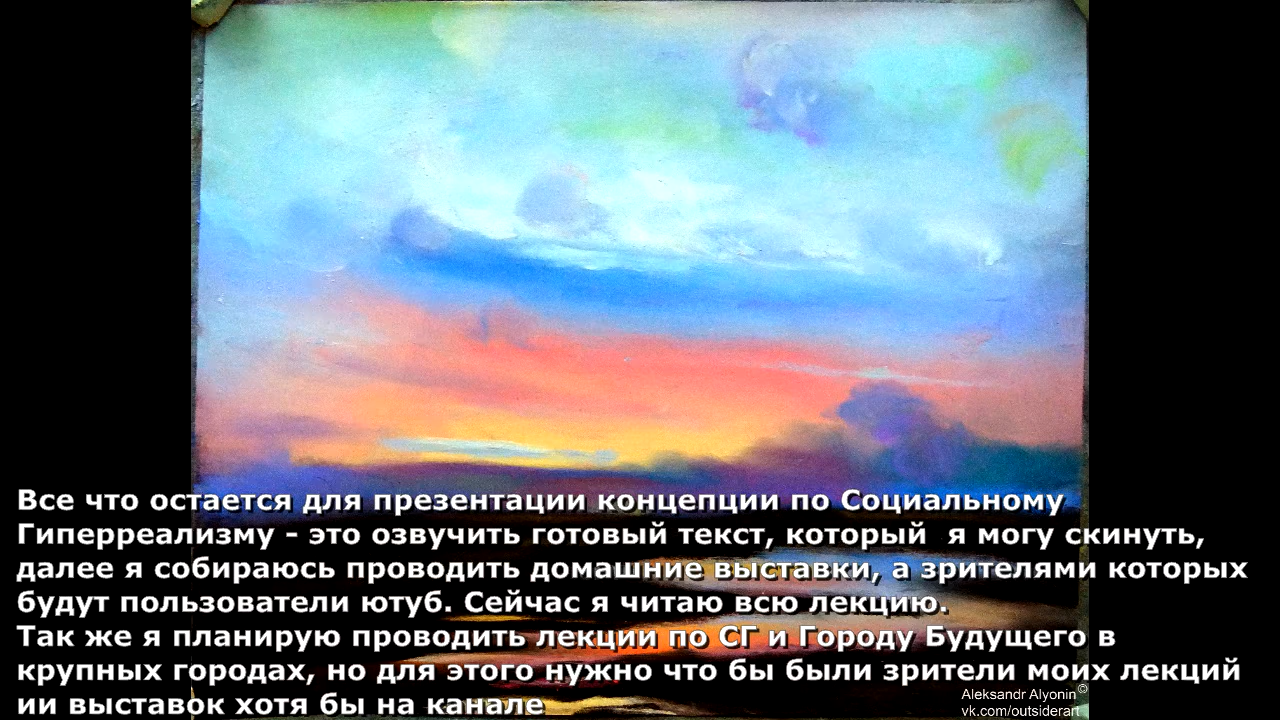 Все что остается для презентации концепции по Социальному
Гиперреализму - это озвучить готовый текст, который  я могу скинуть,
далее я собираюсь проводить домашние выставки, а зрителями которых
будут пользователи ютуб. Сейчас я читаю всю лекцию.
Так же я планирую проводить лекции по СГ и Городу Будущего в
крупных городах, но для этого нужно что бы были зрители моих лекций
ии выставок хотя бы на канале
Aleksandr Alyonin©
vk.com/outsiderart